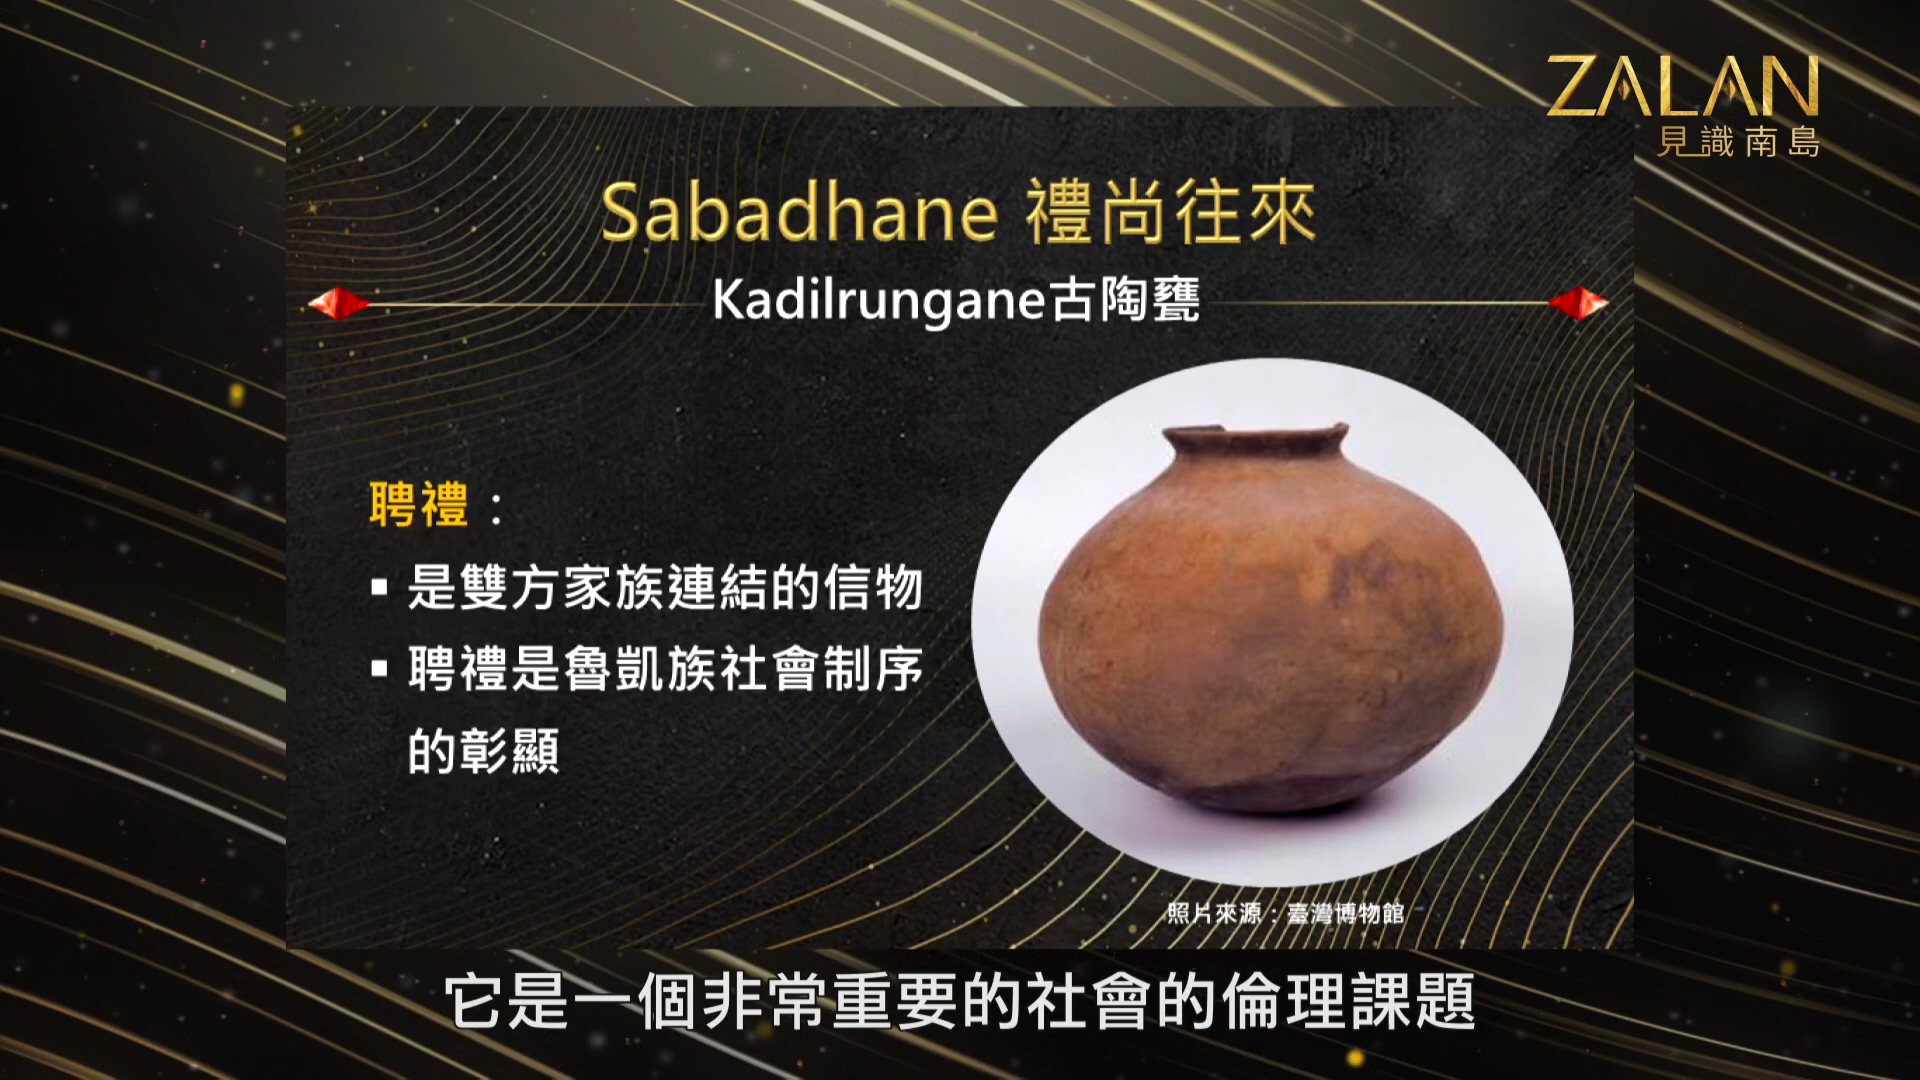 ZALAN
見識南島
Sabadhane 禮尚往來
Kadilrungane古陶甕
聘禮：
▪ 是雙方家族連結的信物
▪ 聘禮是魯凱族社會制序
的彰顯
照片來源：臺灣博物館
它是一個非常重要的社會的倫理課題